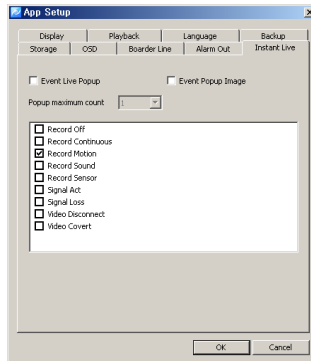 App Setup
Display Playback Language Backup
Storage OSD Boarder Line Alarm Out Instant Live
Event Live Popup Event Popup Image
Popup maximum count 1
Record Off
Record Continuous
Record Motion
Record Sound
Record Sensor
Signal Act
Signal Loss
Video Disconnect
Video Covert
OK Cancel